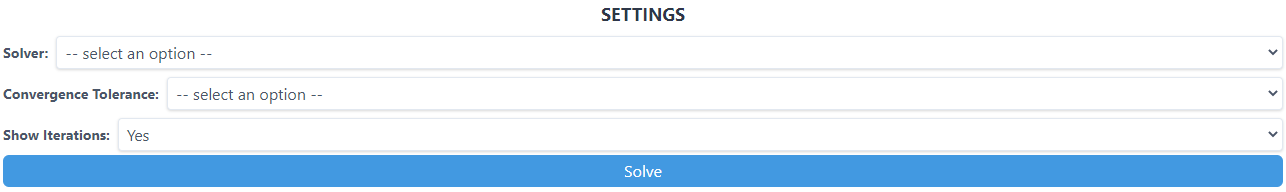 SETTINGS
Solver: -- select an option --
Convergence Tolerance: -- select an option --
Show Iterations: Yes
Solve